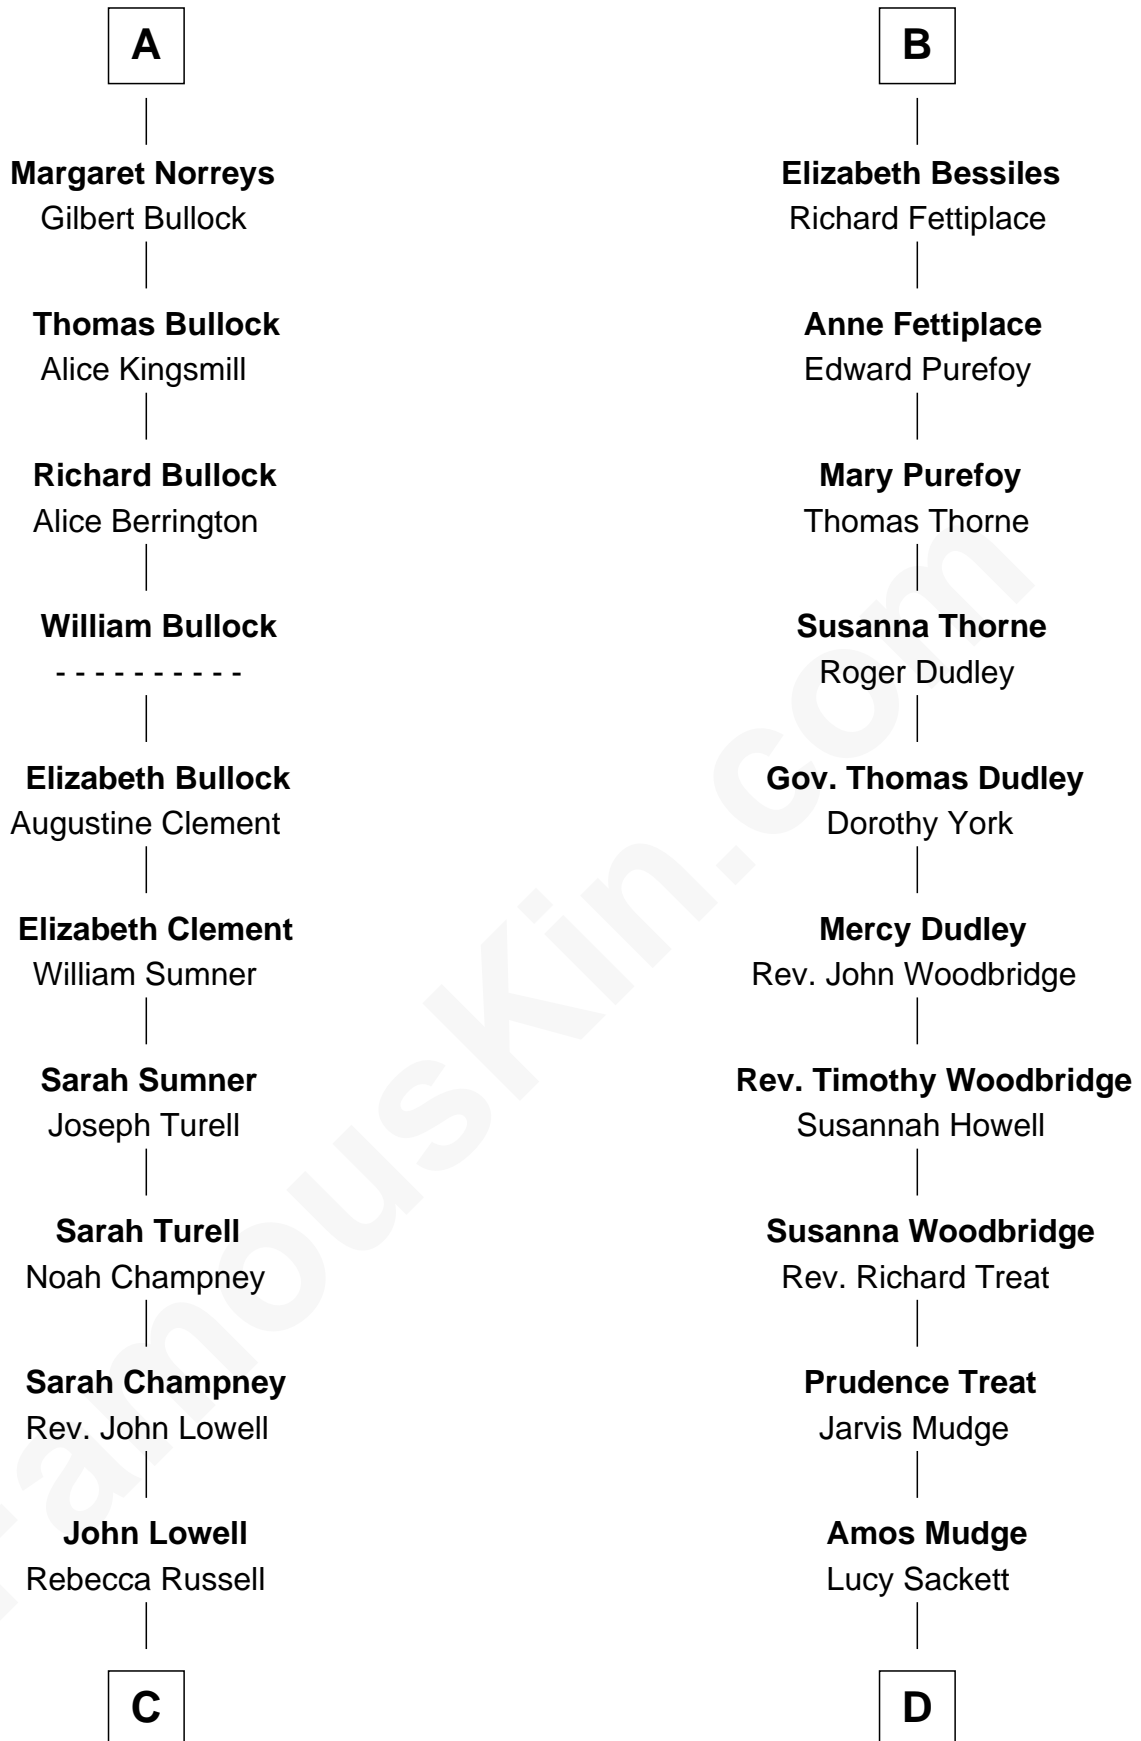 A
Margaret Norreys
Gilbert Bullock
Thomas Bullock
Alice Kingsmill
Richard Bullock
Alice Berrington
William Bullock
- - - - - - - - - -
Elizabeth Bullock
Augustine Clement
Elizabeth Clement
William Sumner
Sarah Sumner
Joseph Turell
Sarah Turell
Noah Champney
Sarah Champney
Rev. John Lowell
John Lowell
Rebecca Russell
C
B
Elizabeth Bessiles
Richard Fettiplace
Anne Fettiplace
Edward Purefoy
Mary Purefoy
Thomas Thorne
Susanna Thorne
Roger Dudley
Gov. Thomas Dudley
Dorothy York
Mercy Dudley
Rev. John Woodbridge
Rev. Timothy Woodbridge
Susannah Howell
Susanna Woodbridge
Rev. Richard Treat
Prudence Treat
Jarvis Mudge
Amos Mudge
Lucy Sackett
D
FamousKin.com